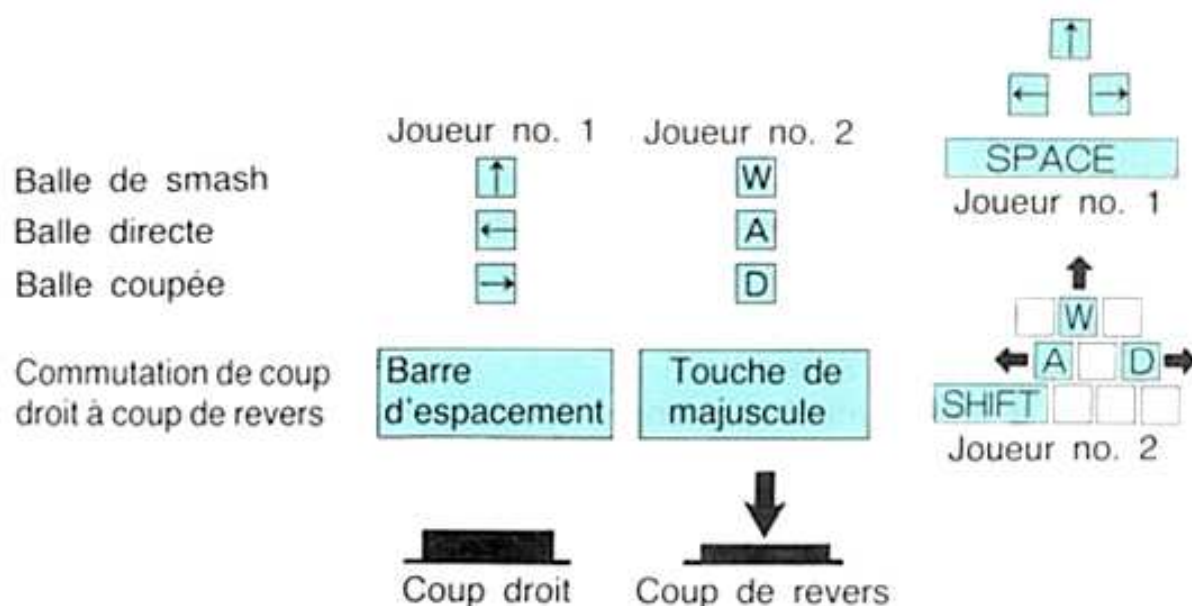 Joueur no. 1 Joueur no. 2
Balle de smash ↑ W
Balle directe ← A
Balle coupée → D
Commutation de coup
droit à coup de revers
Barre
d'espacement
Touche de
majuscule
Coup droit Coup de revers
↑
← →
SPACE
Joueur no. 1
W
A D
SHIFT
Joueur no. 2